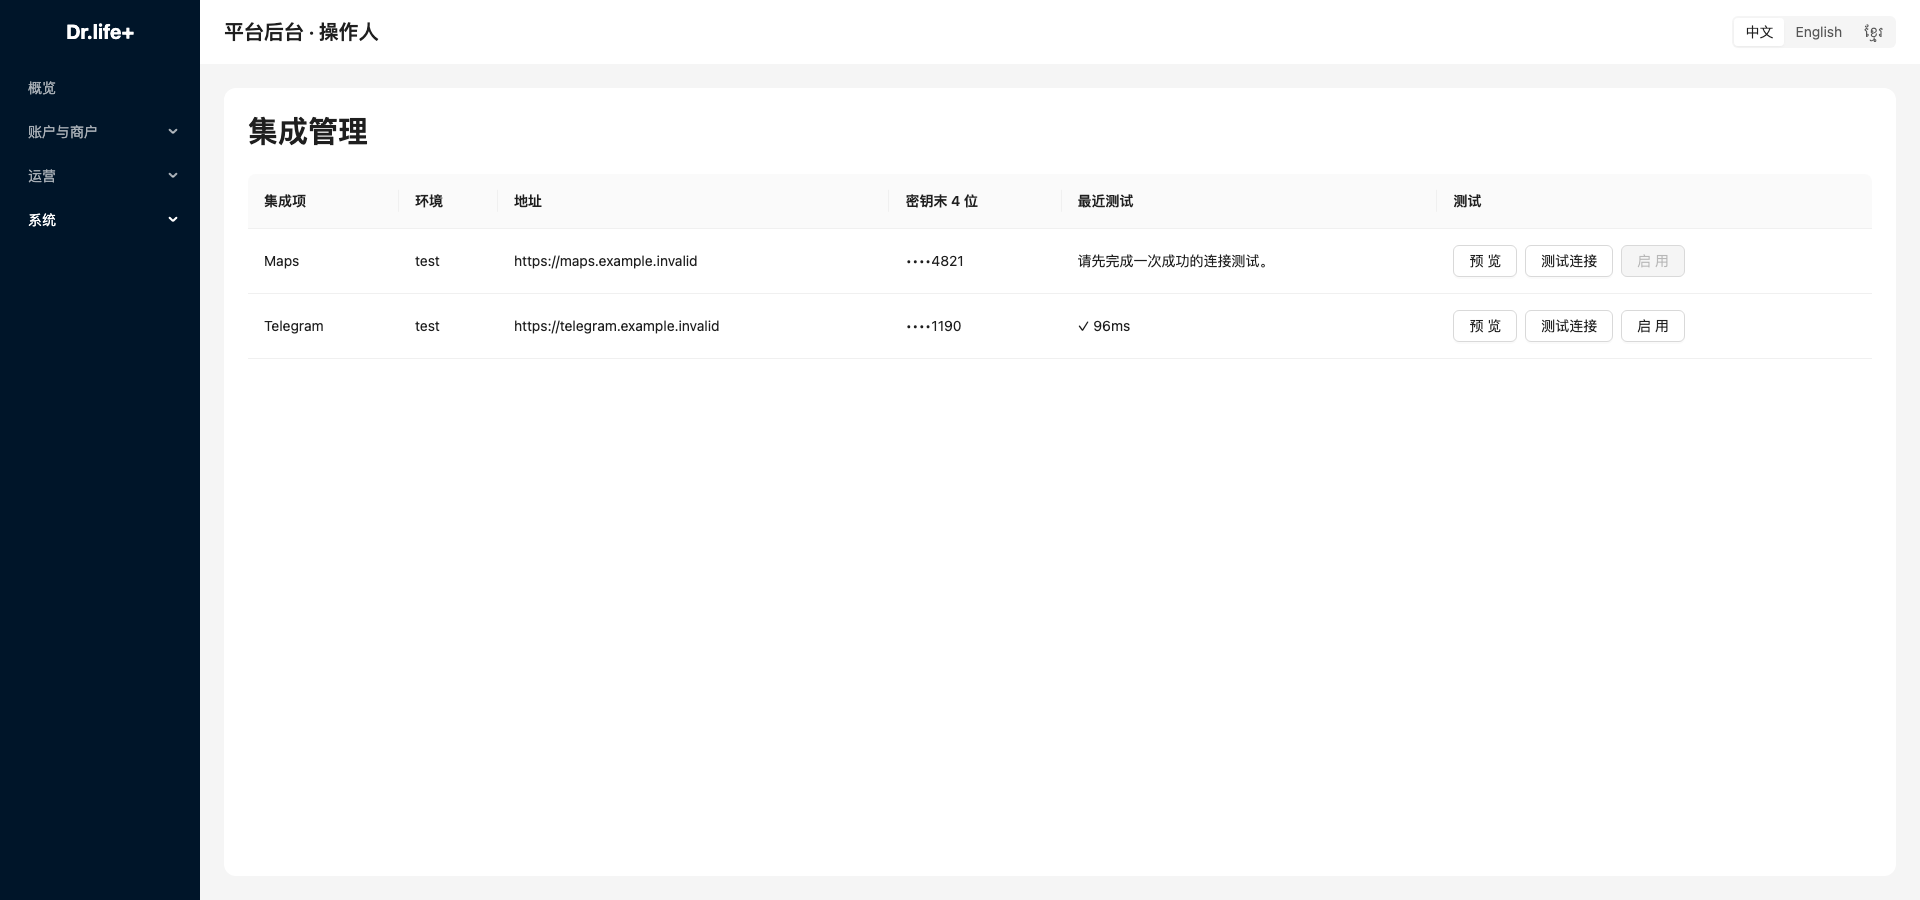 Dr.life+
平台后台 · 操作人
中文 English ខ្មែរ
概览
账户与商户
运营
系统
集成管理
集成项 环境 地址 密钥末 4 位 最近测试 测试
Maps test https://maps.example.invalid ••••4821 请先完成一次成功的连接测试。 预 览 测试连接 启 用
Telegram test https://telegram.example.invalid ••••1190 ✓ 96ms 预 览 测试连接 启 用